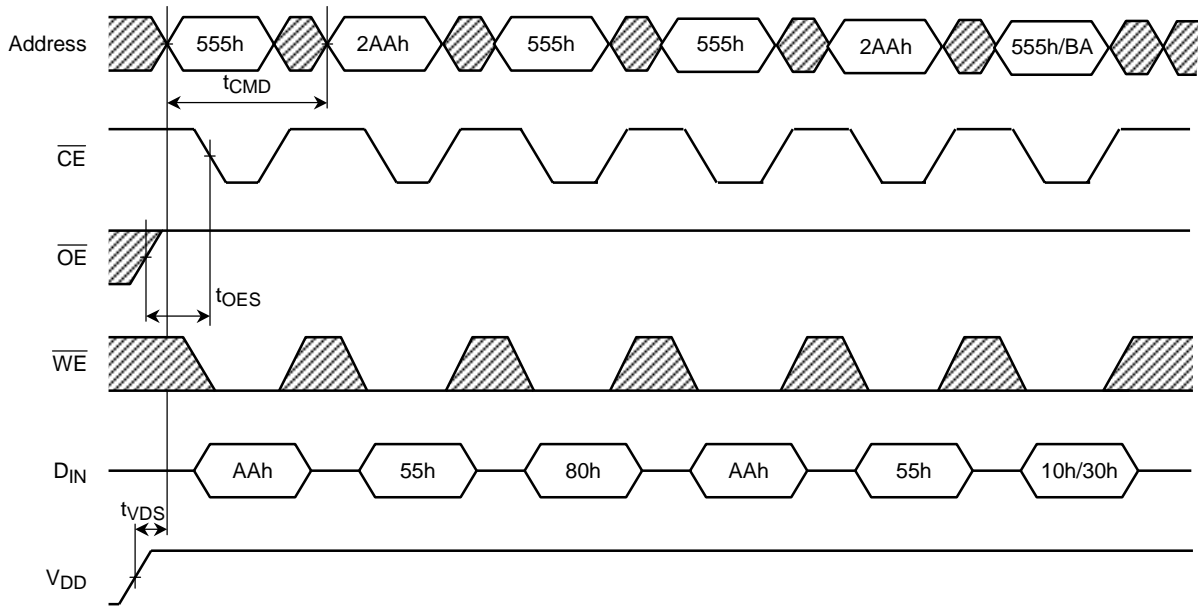 Address 555h 2AAh 555h 555h 2AAh 555h/BA
tCMD
CE
OE
tOES
WE
DIN AAh 55h 80h AAh 55h 10h/30h
tVDS
VDD